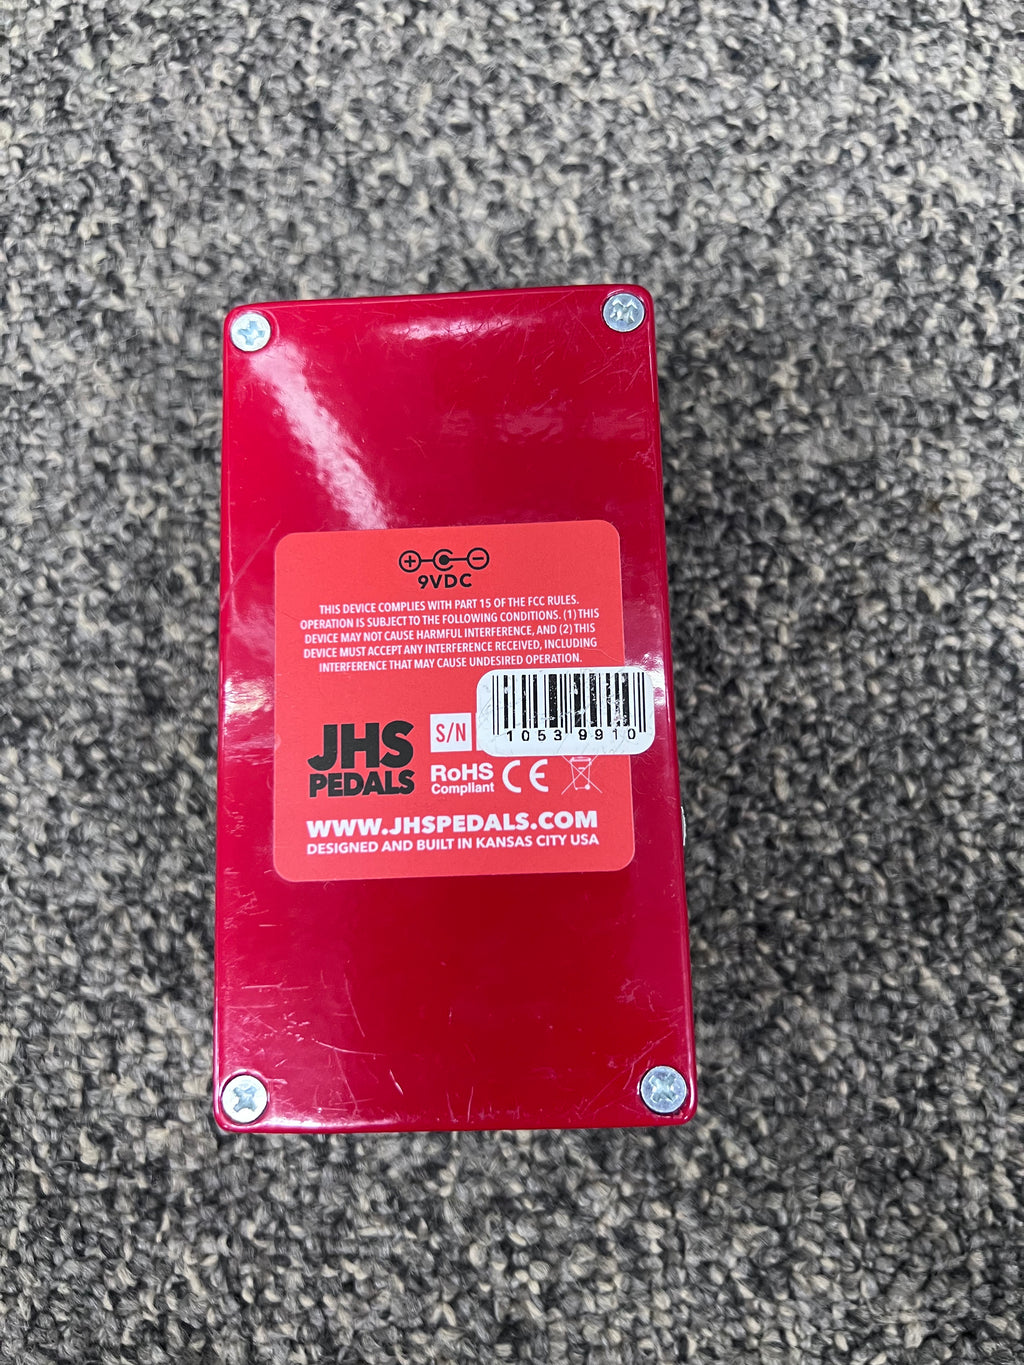 + C −
9VDC
THIS DEVICE COMPLIES WITH PART 15 OF THE FCC RULES.
OPERATION IS SUBJECT TO THE FOLLOWING CONDITIONS. (1) THIS
DEVICE MAY NOT CAUSE HARMFUL INTERFERENCE, AND (2) THIS
DEVICE MUST ACCEPT ANY INTERFERENCE RECEIVED, INCLUDING
INTERFERENCE THAT MAY CAUSE UNDESIRED OPERATION.
10539910
JHS
PEDALS
S/N
RoHS
Compliant
CE
WWW.JHSPEDALS.COM
DESIGNED AND BUILT IN KANSAS CITY USA